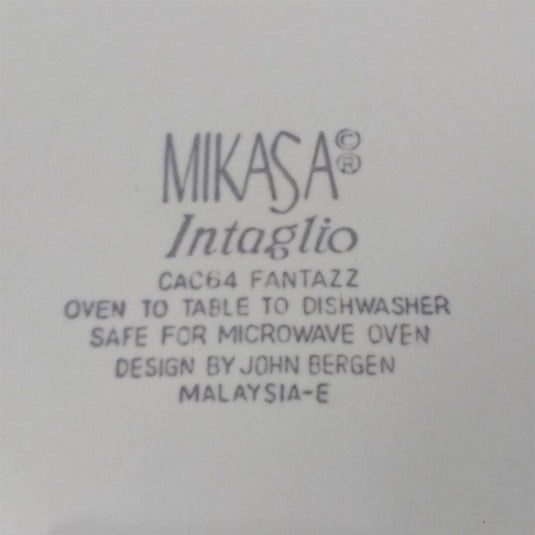 MIKASA©®
Intaglio
CAC64 FANTAZZ
OVEN TO TABLE TO DISHWASHER
SAFE FOR MICROWAVE OVEN
DESIGN BY JOHN BERGEN
MALAYSIA-E